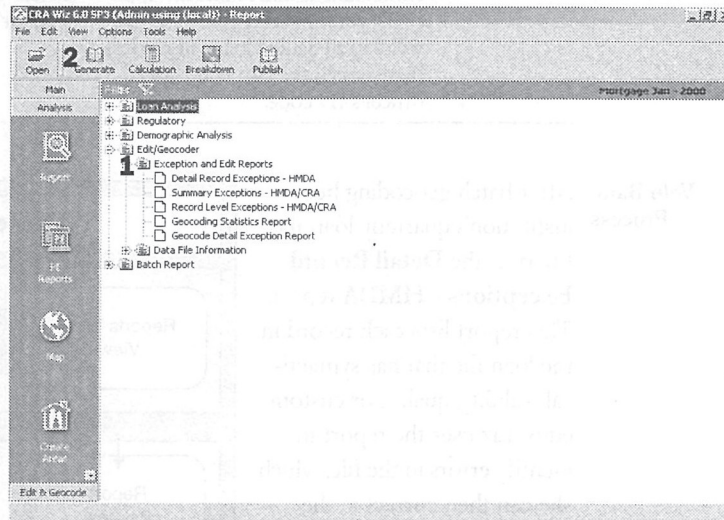 CRA Wiz 6.0 SP3 (Admin using (local)) - Report
File Edit View Options Tools Help
Open 2 Generate Calculation Breakdown Publish
Main Filter Mortgage Jan - 2000
Analysis
Loan Analysis
Regulatory
Demographic Analysis
Edit/Geocoder
1 Exception and Edit Reports
Detail Record Exceptions - HMDA
Summary Exceptions - HMDA/CRA
Record Level Exceptions - HMDA/CRA
Geocoding Statistics Report
Geocode Detail Exception Report
Data File Information
Batch Report
Report
Reports
Map
Create
Areas
Edit & Geocode